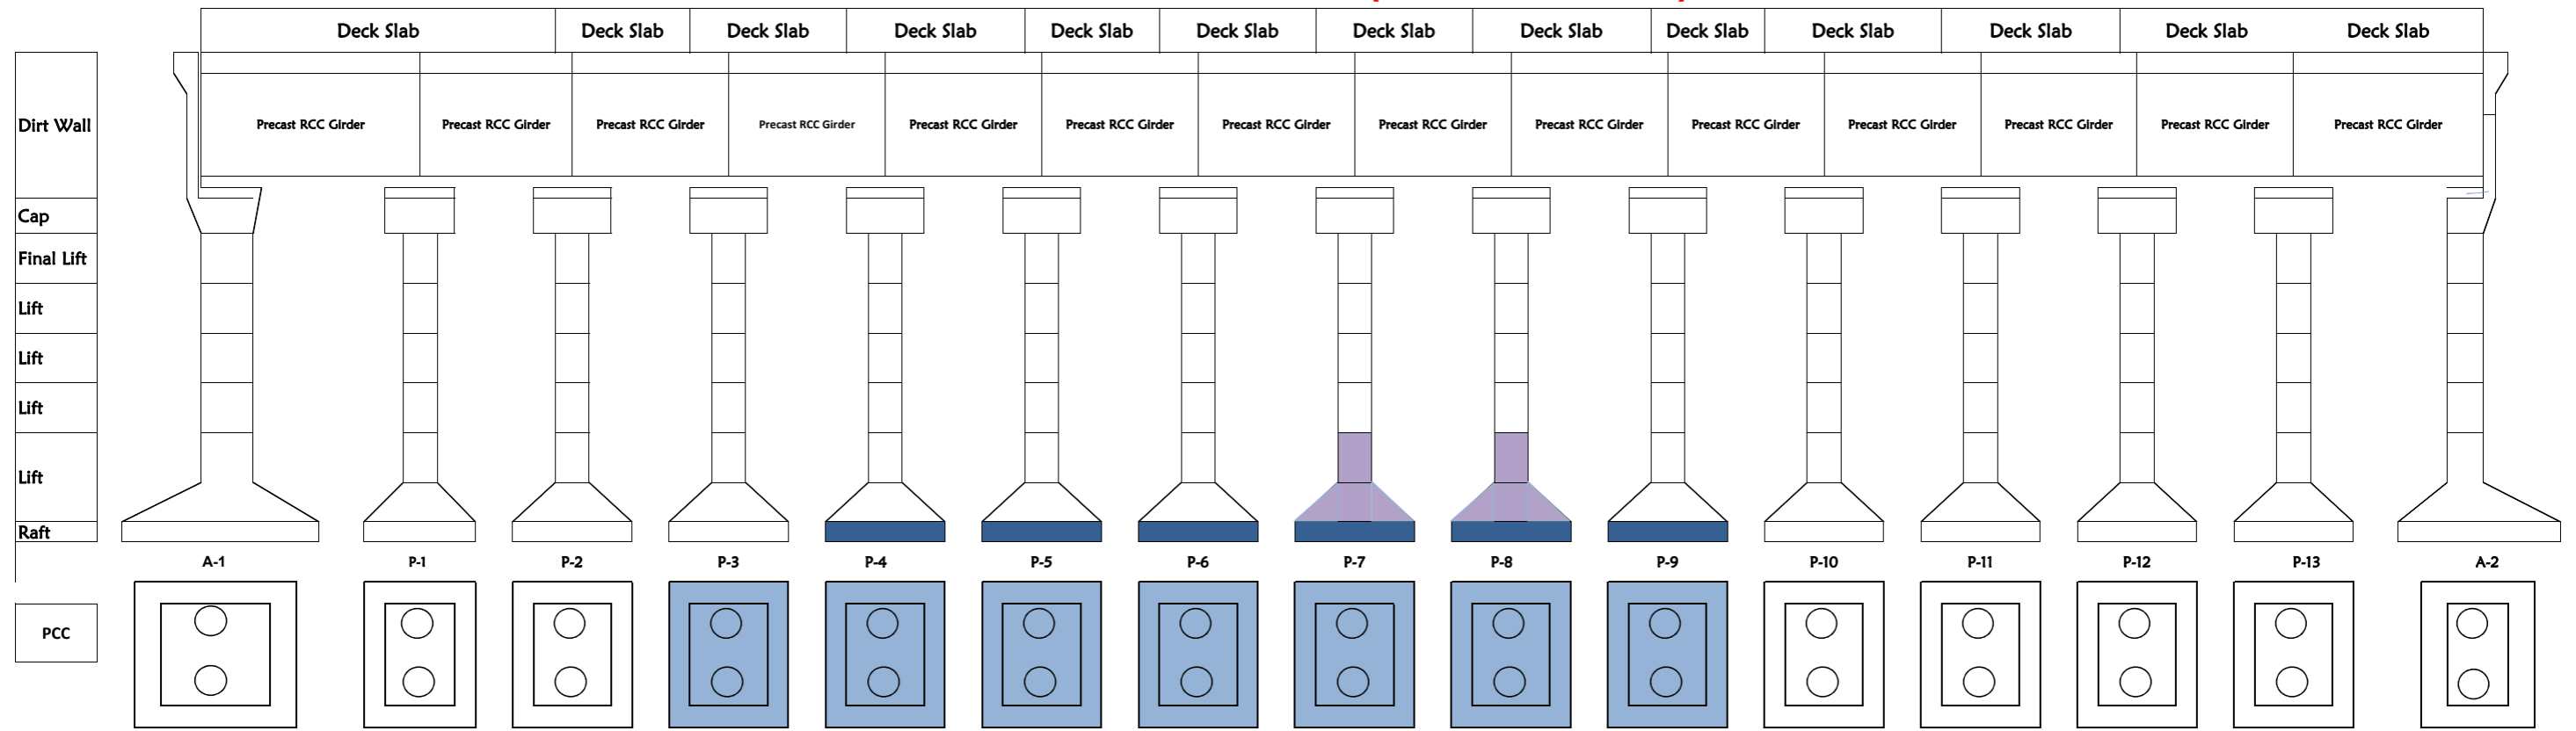 Deck Slab Deck Slab Deck Slab Deck Slab Deck Slab Deck Slab Deck Slab Deck Slab Deck Slab Deck Slab Deck Slab Deck Slab Deck Slab
Dirt Wall Precast RCC Girder Precast RCC Girder Precast RCC Girder Precast RCC Girder Precast RCC Girder Precast RCC Girder Precast RCC Girder Precast RCC Girder Precast RCC Girder Precast RCC Girder Precast RCC Girder Precast RCC Girder Precast RCC Girder Precast RCC Girder
Cap
Final Lift
Lift
Lift
Lift
Lift
Raft
A-1 P-1 P-2 P-3 P-4 P-5 P-6 P-7 P-8 P-9 P-10 P-11 P-12 P-13 A-2
PCC